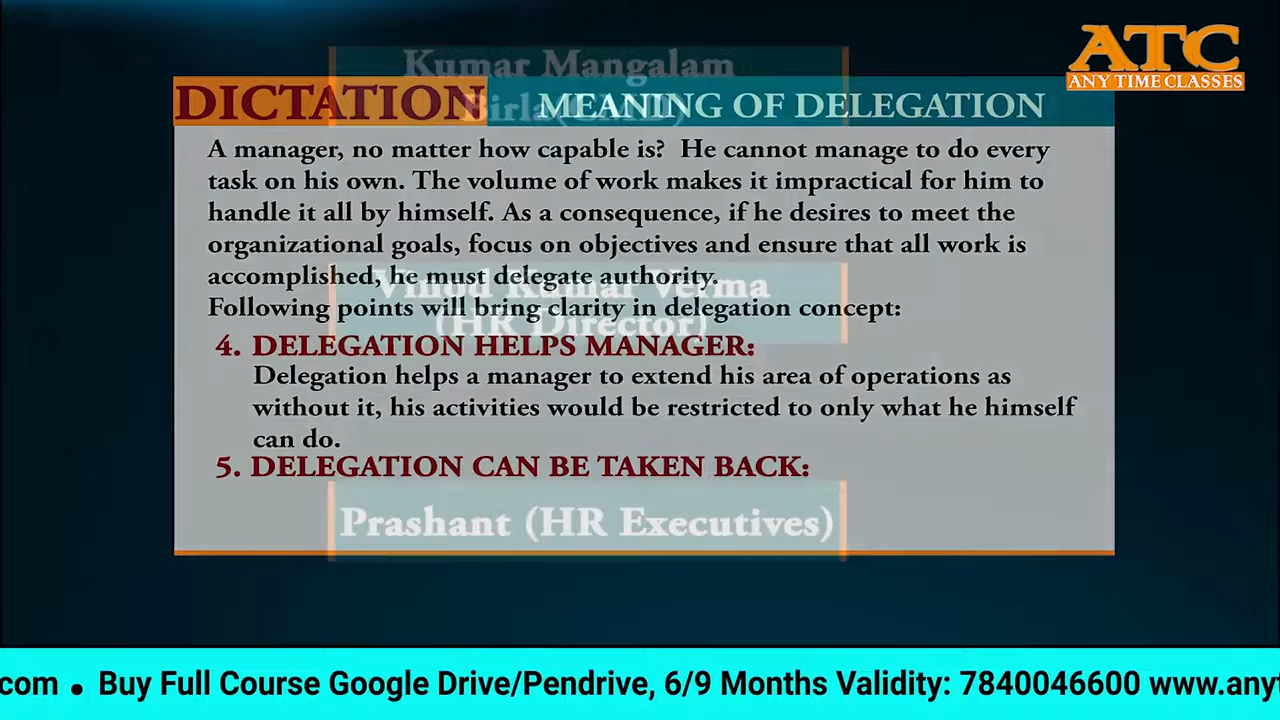 ATC
ANY TIME CLASSES
Kumar Mangalam
DICTATION MEANING OF DELEGATION
A manager, no matter how capable is? He cannot manage to do every
task on his own. The volume of work makes it impractical for him to
handle it all by himself. As a consequence, if he desires to meet the
organizational goals, focus on objectives and ensure that all work is
accomplished, he must delegate authority.
Vinod Kumar Verma
Following points will bring clarity in delegation concept:
(HR Director)
4. DELEGATION HELPS MANAGER:
Delegation helps a manager to extend his area of operations as
without it, his activities would be restricted to only what he himself
can do.
5. DELEGATION CAN BE TAKEN BACK:
Prashant (HR Executives)
com • Buy Full Course Google Drive/Pendrive, 6/9 Months Validity: 7840046600 www.any